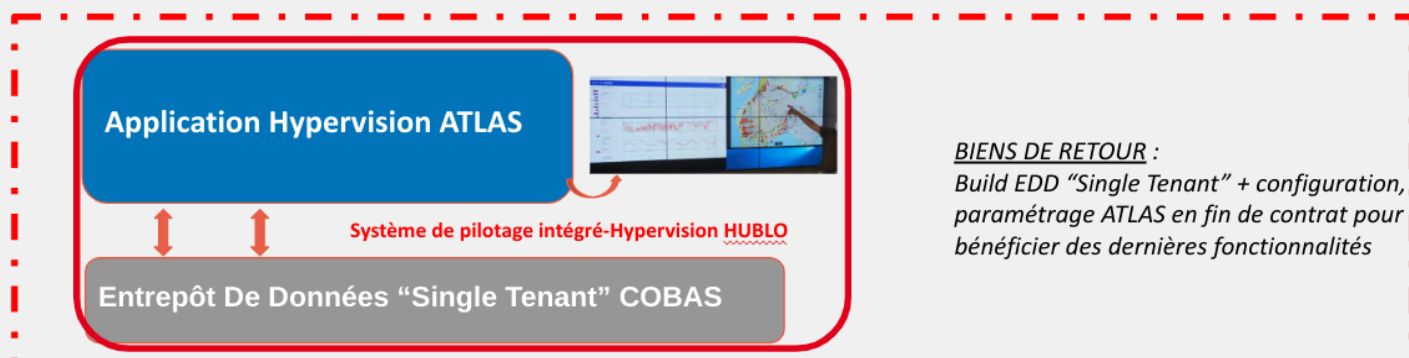 Application Hypervision ATLAS
Système de pilotage intégré-Hypervision HUBLO
Entrepôt De Données “Single Tenant” COBAS
BIENS DE RETOUR :
Build EDD “Single Tenant” + configuration,
paramétrage ATLAS en fin de contrat pour
bénéficier des dernières fonctionnalités